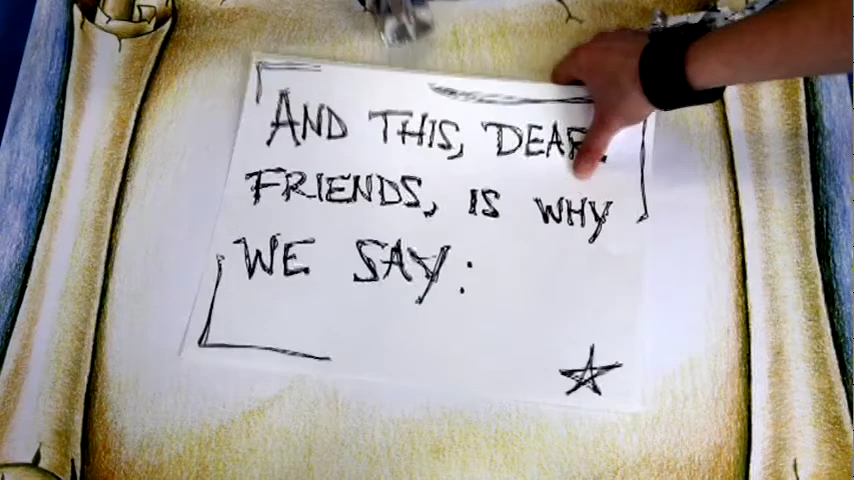 AND THIS, DEAR
FRIENDS, IS WHY
WE SAY: